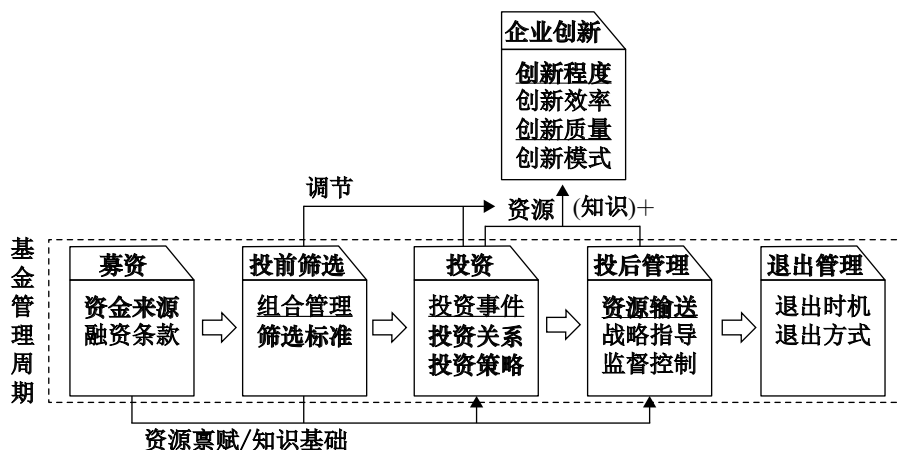 企业创新
创新程度
创新效率
创新质量
创新模式
调节
资源
(知识)+
基金管理周期
募资
资金来源
融资条款
投前筛选
组合管理
筛选标准
投资
投资事件
投资关系
投资策略
投后管理
资源输送
战略指导
监督控制
退出管理
退出时机
退出方式
资源禀赋/知识基础